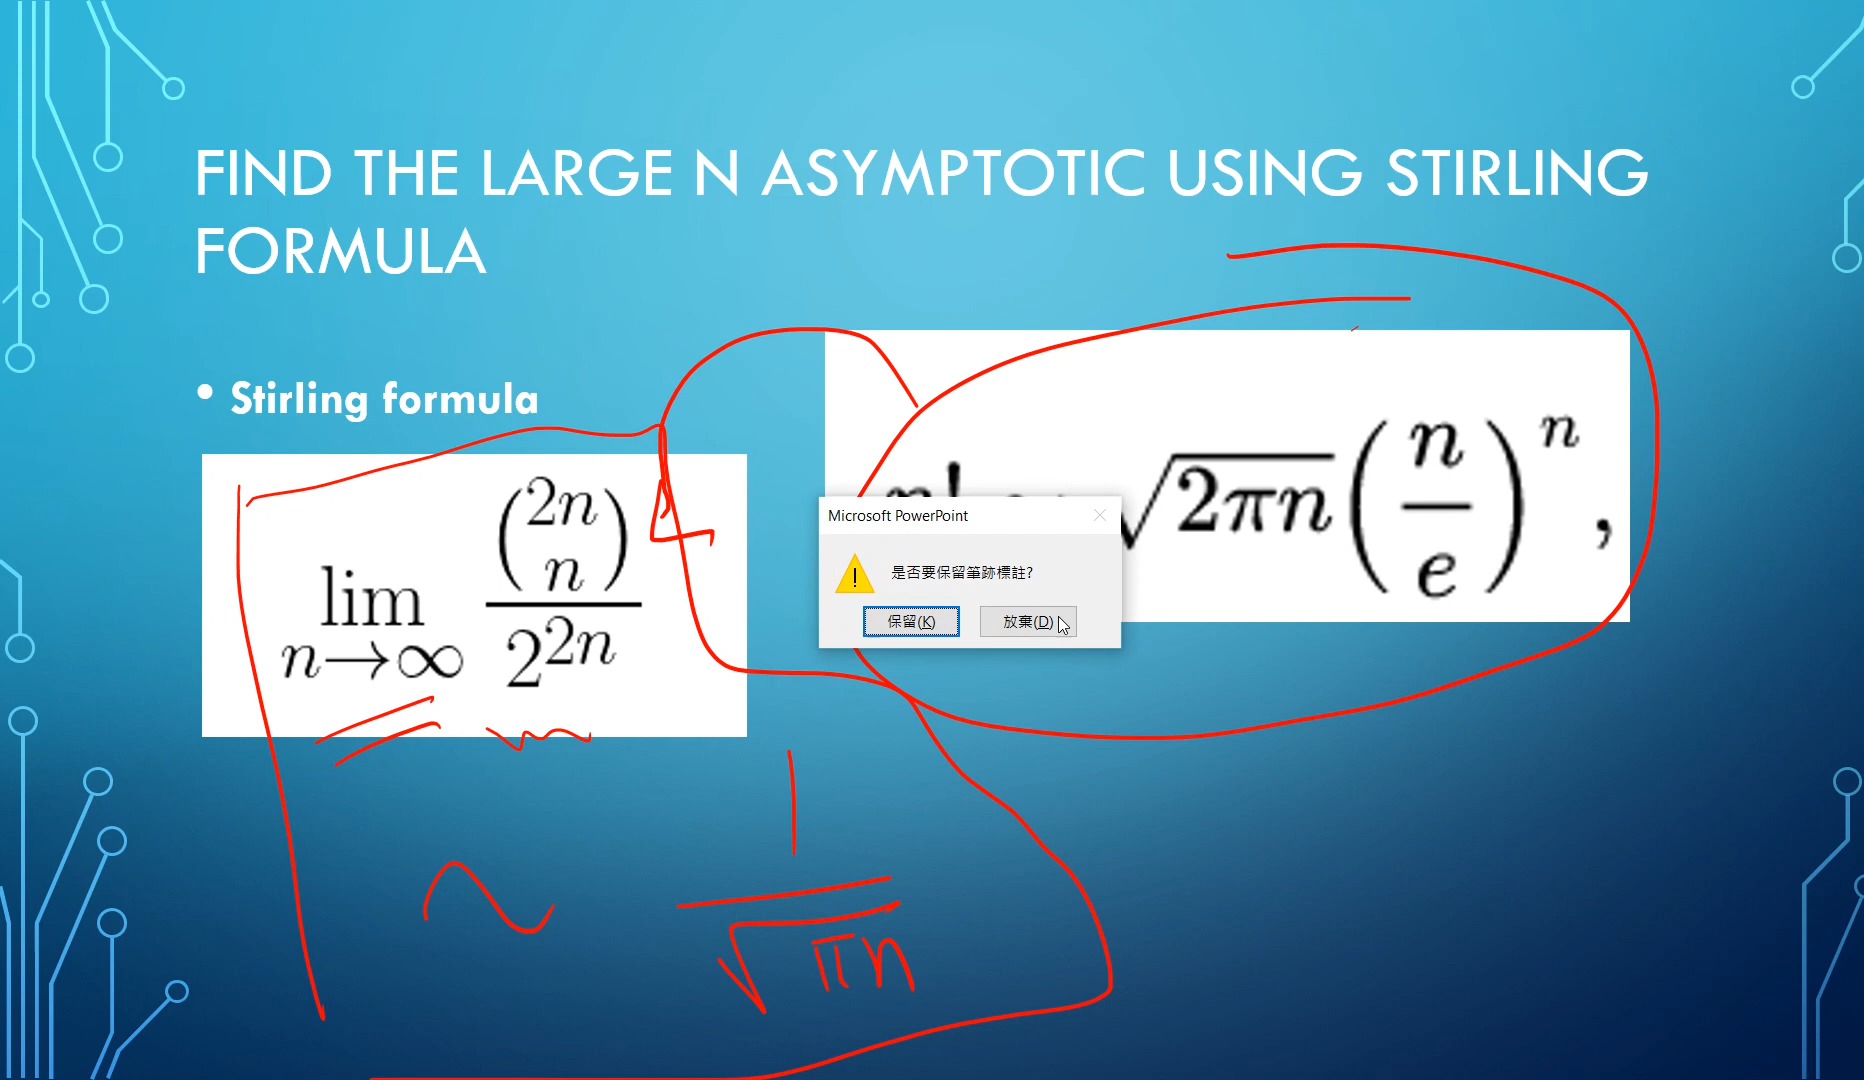 FIND THE LARGE N ASYMPTOTIC USING STIRLING
FORMULA
• Stirling formula
lim n→∞ (2n n) / 2^{2n}
√2πn (n/e)^n ,
Microsoft PowerPoint
是否要保留筆跡標註?
保留(K) 放棄(D)
~ 1/√πn